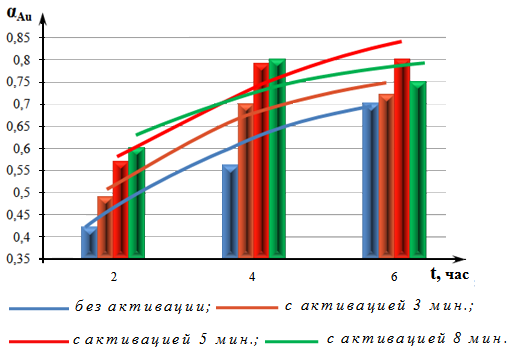 αAu
0,85
0,8
0,75
0,7
0,65
0,6
0,55
0,5
0,45
0,4
0,35
2 4 6 t, час
без активации; с активацией 3 мин.;
с активацией 5 мин.; с активацией 8 мин.